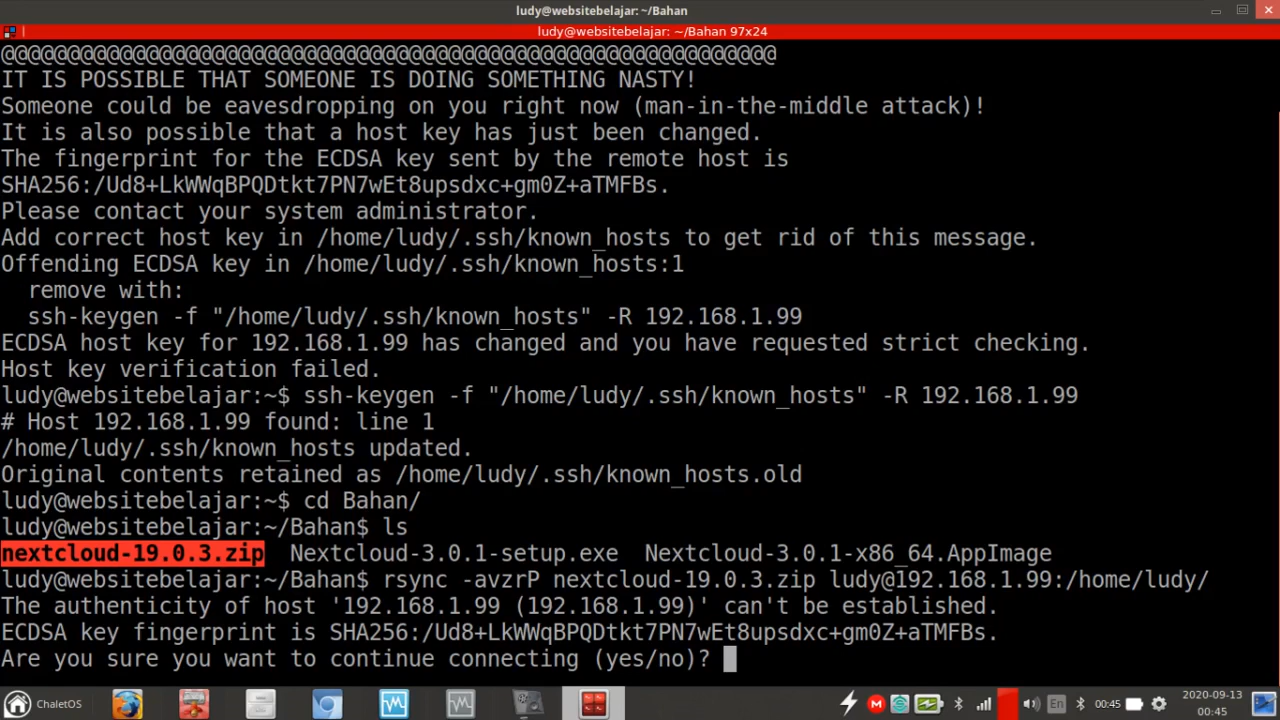 ludy@websitebelajar: ~/Bahan
ludy@websitebelajar: ~/Bahan 97x24
@@@@@@@@@@@@@@@@@@@@@@@@@@@@@@@@@@@@@@@@@@@@@@@@@@@@@@@@@@@
IT IS POSSIBLE THAT SOMEONE IS DOING SOMETHING NASTY!
Someone could be eavesdropping on you right now (man-in-the-middle attack)!
It is also possible that a host key has just been changed.
The fingerprint for the ECDSA key sent by the remote host is
SHA256:/Ud8+LkWWqBPQDtkt7PN7wEt8upsdxc+gm0Z+aTMFBs.
Please contact your system administrator.
Add correct host key in /home/ludy/.ssh/known_hosts to get rid of this message.
Offending ECDSA key in /home/ludy/.ssh/known_hosts:1
  remove with:
  ssh-keygen -f "/home/ludy/.ssh/known_hosts" -R 192.168.1.99
ECDSA host key for 192.168.1.99 has changed and you have requested strict checking.
Host key verification failed.
ludy@websitebelajar:~$ ssh-keygen -f "/home/ludy/.ssh/known_hosts" -R 192.168.1.99
# Host 192.168.1.99 found: line 1
/home/ludy/.ssh/known_hosts updated.
Original contents retained as /home/ludy/.ssh/known_hosts.old
ludy@websitebelajar:~$ cd Bahan/
ludy@websitebelajar:~/Bahan$ ls
nextcloud-19.0.3.zip  Nextcloud-3.0.1-setup.exe  Nextcloud-3.0.1-x86_64.AppImage
ludy@websitebelajar:~/Bahan$ rsync -avzrP nextcloud-19.0.3.zip ludy@192.168.1.99:/home/ludy/
The authenticity of host '192.168.1.99 (192.168.1.99)' can't be established.
ECDSA key fingerprint is SHA256:/Ud8+LkWWqBPQDtkt7PN7wEt8upsdxc+gm0Z+aTMFBs.
Are you sure you want to continue connecting (yes/no)?
ChaletOS
M
En
00:45
2020-09-13
00:45